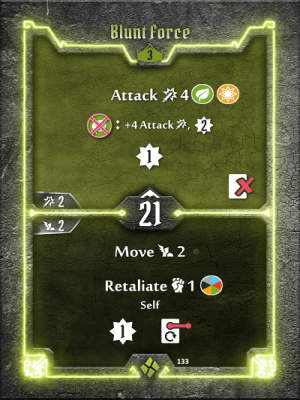 Blunt Force
3
Attack 4
: +4 Attack , 2
1
2
21
2
Move 2
Retaliate 1
Self
1
133